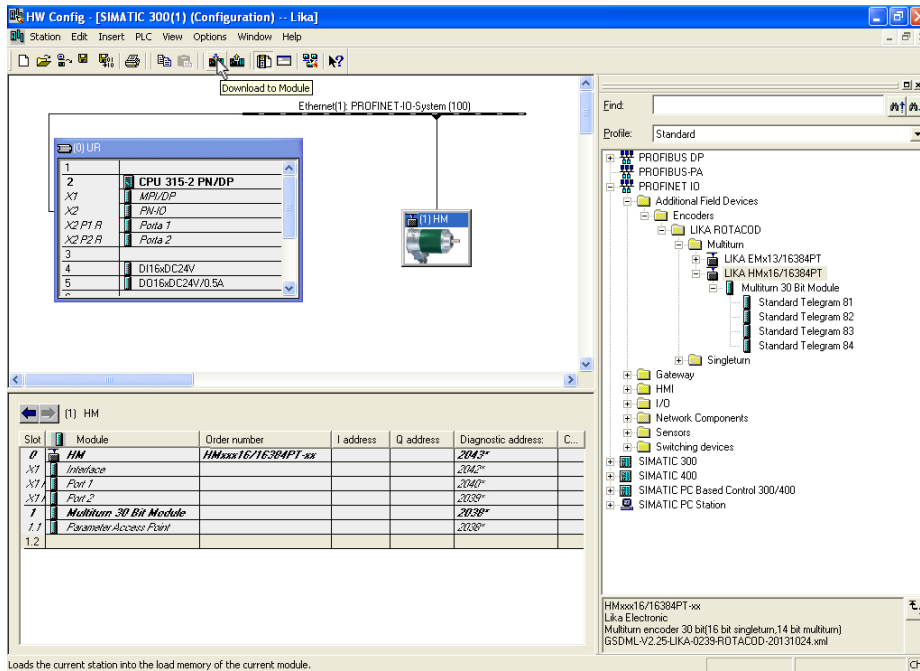 HW Config - [SIMATIC 300(1) (Configuration) -- Lika]
Station Edit Insert PLC View Options Window Help
Download to Module
Ethernet(1): PROFINET-IO-System (100)
(0) UR
1
2 CPU 315-2 PN/DP
X1 MPI/DP
X2 PN-IO
X2 P1 R Porta 1
X2 P2 R Porta 2
3
4 DI16xDC24V
5 DO16xDC24V/0.5A
(1) HM
(1) HM
Slot Module Order number I address Q address Diagnostic address: C...
0 HM HMxxx16/16384PT-xx 2043*
X1 Interface 2042*
X1 Port 1 2040*
X1 Port 2 2039*
1 Multiturn 30 Bit Module 2038*
1.1 Parameter Access Point 2038*
1.2
Find:
Profile: Standard
PROFIBUS DP
PROFIBUS-PA
PROFINET IO
Additional Field Devices
Encoders
LIKA ROTACOD
Multiturn
LIKA EMx13/16384PT
LIKA HMx16/16384PT
Multiturn 30 Bit Module
Standard Telegram 81
Standard Telegram 82
Standard Telegram 83
Standard Telegram 84
Singleturn
Gateway
HMI
I/O
Network Components
Sensors
Switching devices
SIMATIC 300
SIMATIC 400
SIMATIC PC Based Control 300/400
SIMATIC PC Station
HMxxx16/16384PT-xx
Lika Electronic
Multiturn encoder 30 bit(16 bit singleturn,14 bit multiturn)
GSDML-V2.25-LIKA-0239-ROTACOD-20131024.xml
Loads the current station into the load memory of the current module.